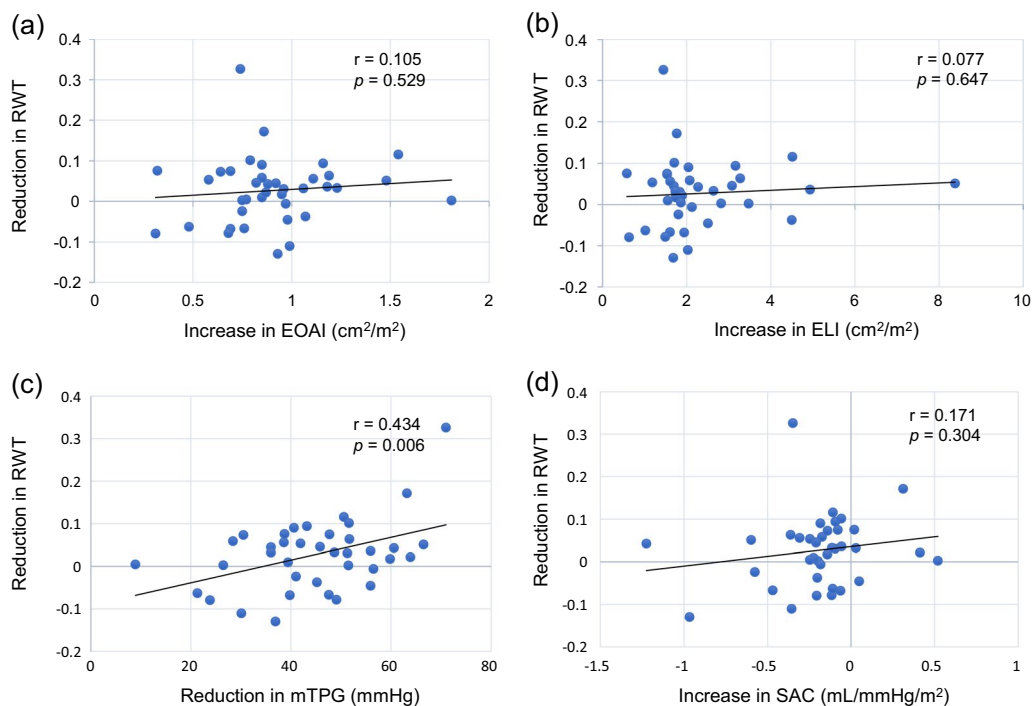 (a)
r = 0.105
p = 0.529
Reduction in RWT
0.4
0.3
0.2
0.1
0
-0.1
-0.2
0 0.5 1 1.5 2
Increase in EOAI (cm²/m²)
(b)
r = 0.077
p = 0.647
Reduction in RWT
0.4
0.3
0.2
0.1
0
-0.1
-0.2
0 2 4 6 8 10
Increase in ELI (cm²/m²)
(c)
r = 0.434
p = 0.006
Reduction in RWT
0.4
0.3
0.2
0.1
0
-0.1
-0.2
0 20 40 60 80
Reduction in mTPG (mmHg)
(d)
r = 0.171
p = 0.304
Reduction in RWT
0.4
0.3
0.2
0.1
0
-0.1
-0.2
-1.5 -1 -0.5 0 0.5 1
Increase in SAC (mL/mmHg/m²)